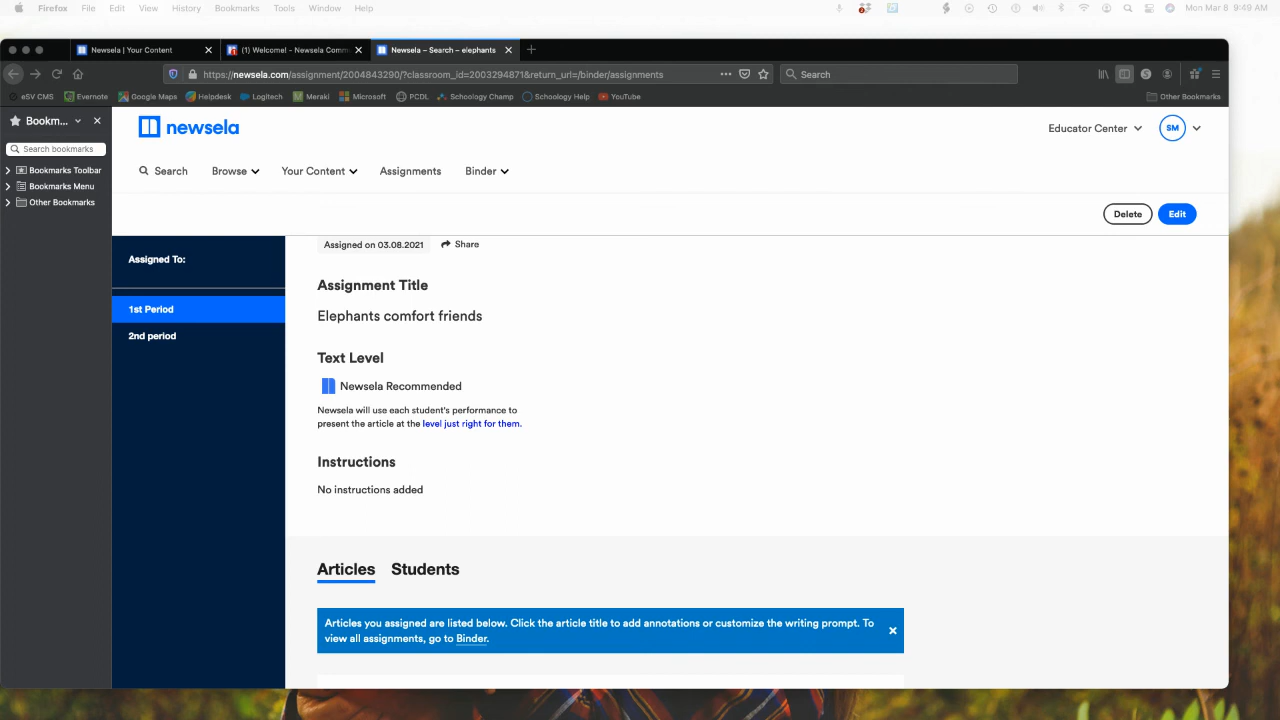 Firefox File Edit View History Bookmarks Tools Window Help Mon Mar 8 9:49 AM
Newsela | Your Content (1) Welcome! - Newsela Comm Newsela – Search – elephants
https://newsela.com/assignment/2004843290/?classroom_id=2003294871&return_url=/binder/assignments Search
eSV CMS Evernote Google Maps Helpdesk Logitech Meraki Microsoft PCDL Schoology Champ Schoology Help YouTube Other Bookmarks
Bookm...
Search bookmarks
Bookmarks Toolbar
Bookmarks Menu
Other Bookmarks
newsela
Educator Center SM
Search Browse Your Content Assignments Binder
Delete Edit
Assigned To:
1st Period
2nd period
Assigned on 03.08.2021 Share
Assignment Title
Elephants comfort friends
Text Level
Newsela Recommended
Newsela will use each student's performance to
present the article at the level just right for them.
Instructions
No instructions added
Articles Students
Articles you assigned are listed below. Click the article title to add annotations or customize the writing prompt. To
view all assignments, go to Binder.